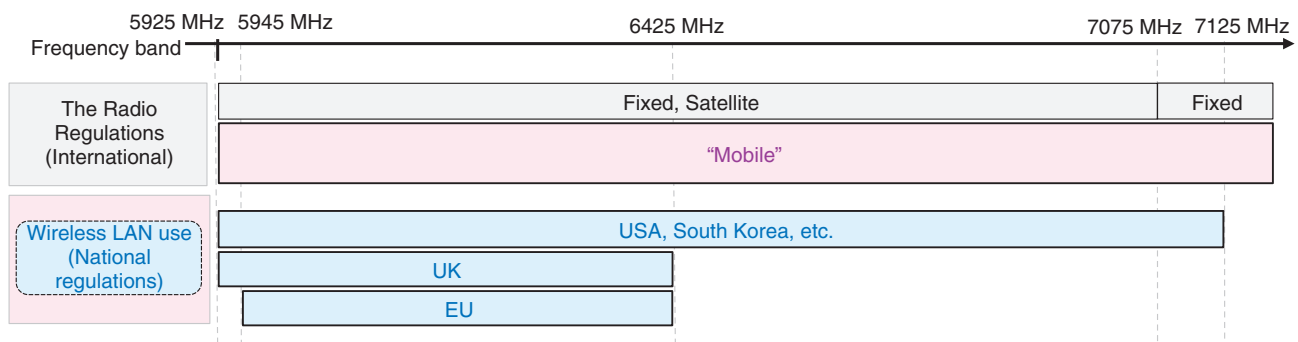 5925 MHz 5945 MHz 6425 MHz 7075 MHz 7125 MHz
Frequency band
The Radio
Regulations
(International)
Fixed, Satellite Fixed
“Mobile”
Wireless LAN use
(National
regulations)
USA, South Korea, etc.
UK
EU